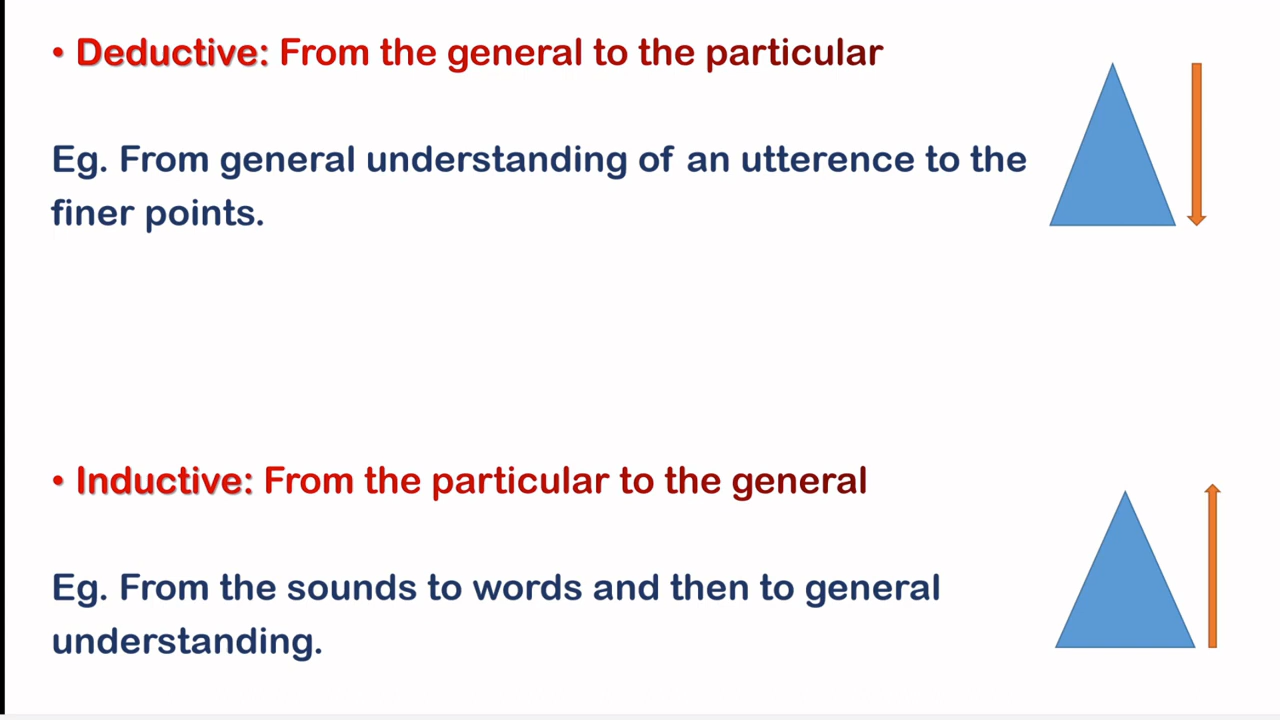 • Deductive: From the general to the particular
Eg. From general understanding of an utterence to the
finer points.
• Inductive: From the particular to the general
Eg. From the sounds to words and then to general
understanding.